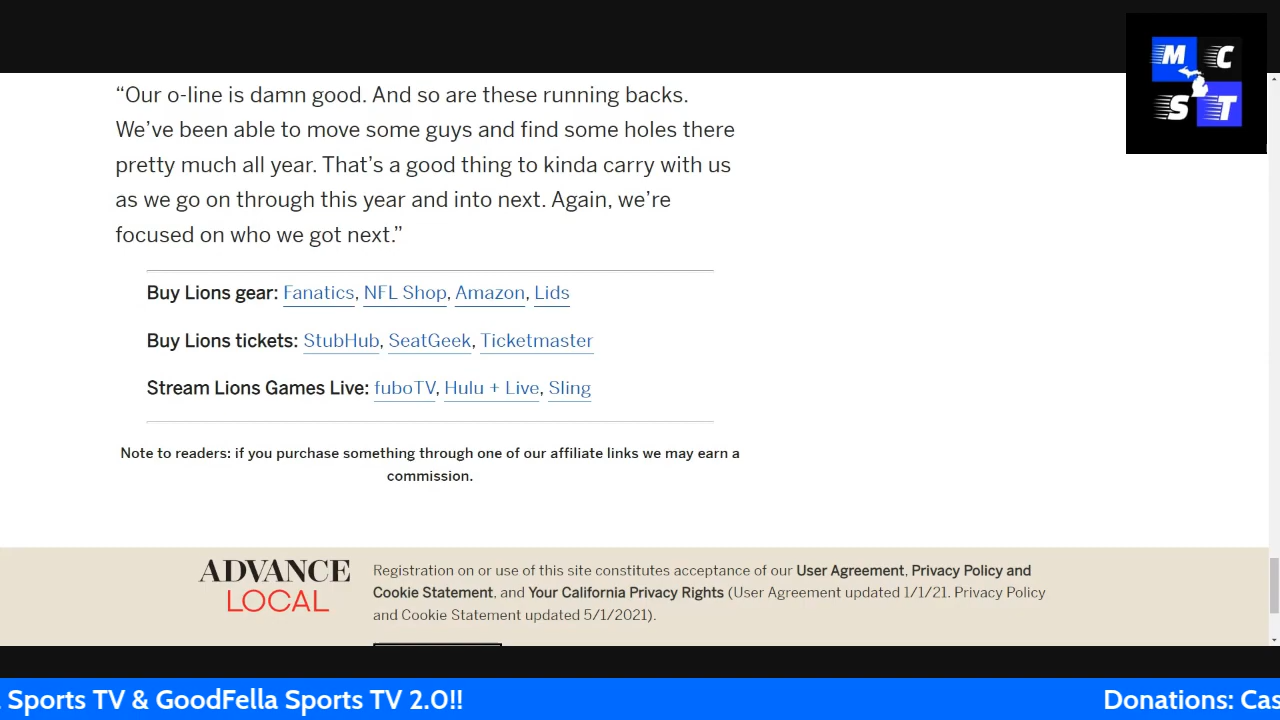 M C
S T
“Our o-line is damn good. And so are these running backs.
We’ve been able to move some guys and find some holes there
pretty much all year. That’s a good thing to kinda carry with us
as we go on through this year and into next. Again, we’re
focused on who we got next.”
Buy Lions gear: Fanatics, NFL Shop, Amazon, Lids
Buy Lions tickets: StubHub, SeatGeek, Ticketmaster
Stream Lions Games Live: fuboTV, Hulu + Live, Sling
Note to readers: if you purchase something through one of our affiliate links we may earn a
commission.
ADVANCE
LOCAL
Registration on or use of this site constitutes acceptance of our User Agreement, Privacy Policy and
Cookie Statement, and Your California Privacy Rights (User Agreement updated 1/1/21. Privacy Policy
and Cookie Statement updated 5/1/2021).
Sports TV & GoodFella Sports TV 2.0!! Donations: Cas